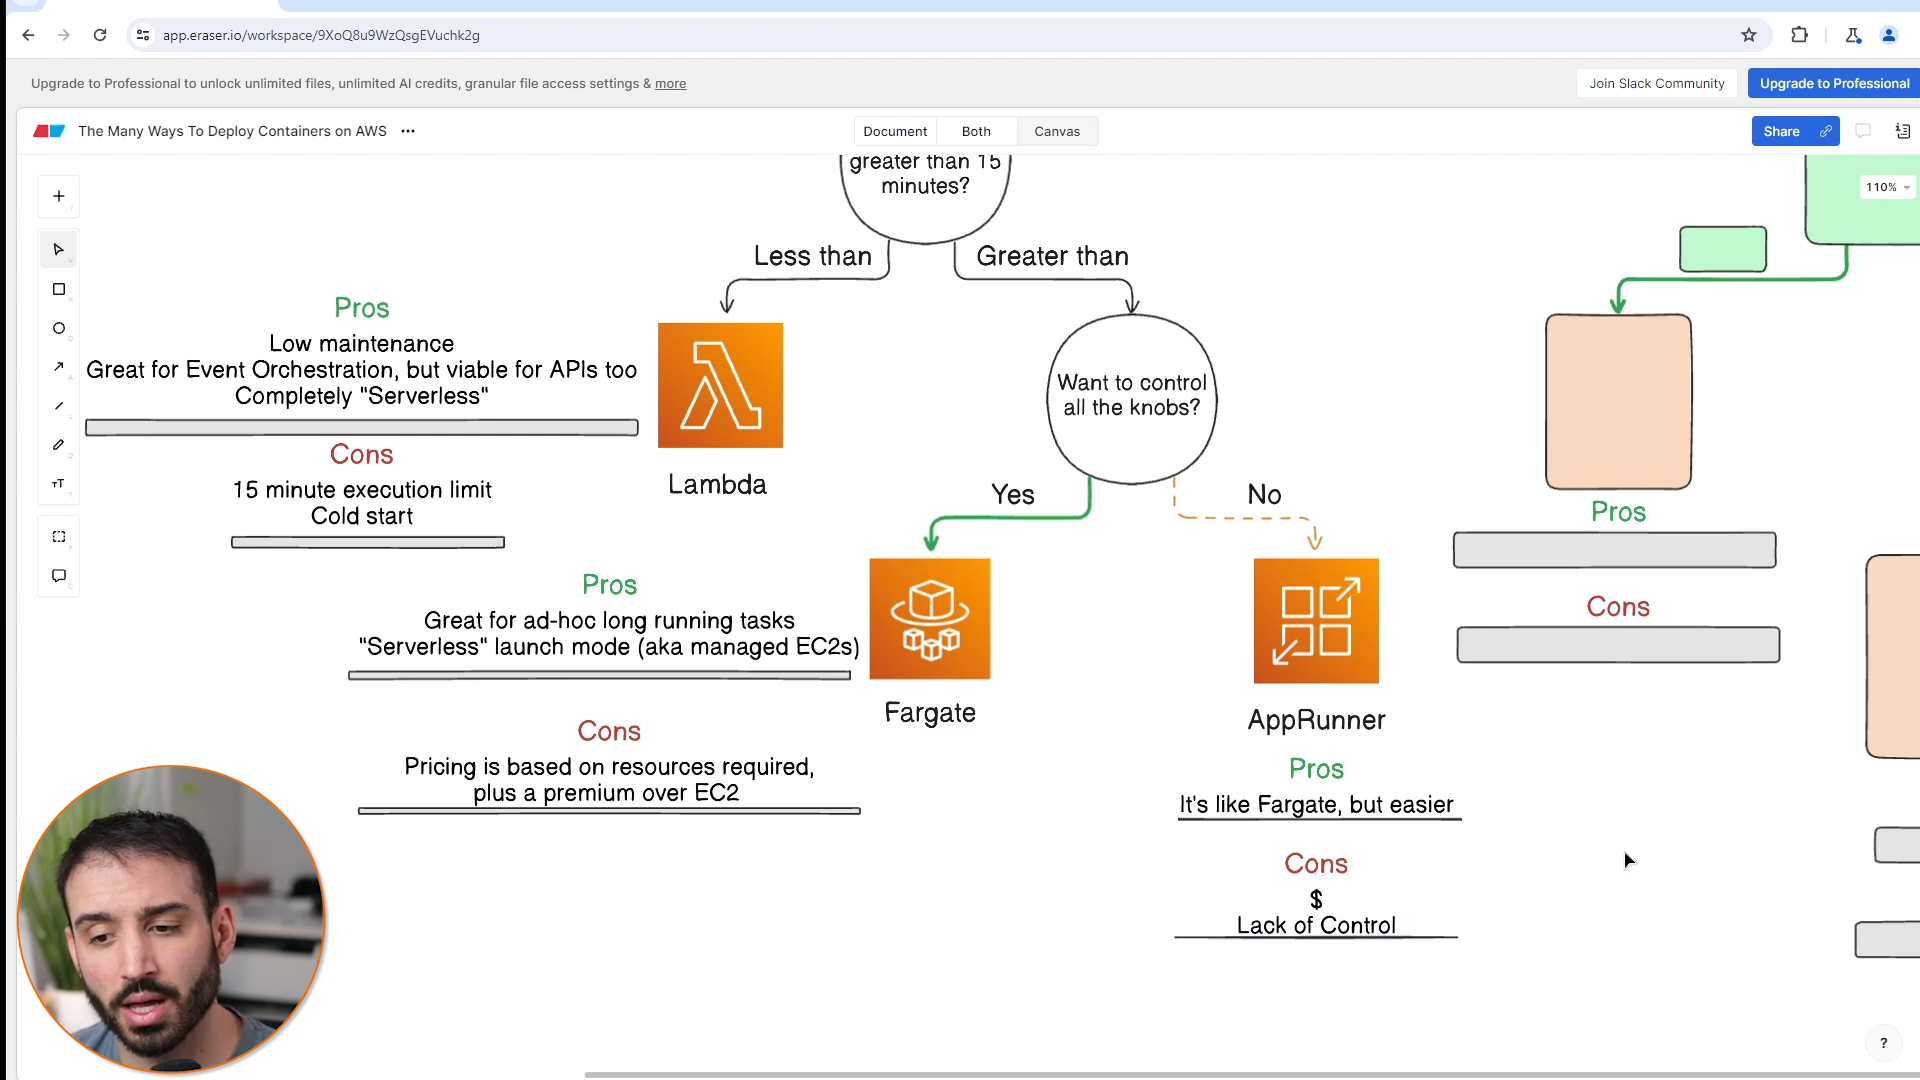 app.eraser.io/workspace/9XoQ8u9WzQsgEVuchk2g
Upgrade to Professional to unlock unlimited files, unlimited AI credits, granular file access settings & more
Join Slack Community
Upgrade to Professional
The Many Ways To Deploy Containers on AWS
Document
Both
Canvas
Share
110%
greater than 15
minutes?
Less than
Greater than
Pros
Low maintenance
Great for Event Orchestration, but viable for APIs too
Completely "Serverless"
Cons
15 minute execution limit
Cold start
Lambda
Want to control
all the knobs?
Yes
No
Pros
Great for ad-hoc long running tasks
"Serverless" launch mode (aka managed EC2s)
Cons
Pricing is based on resources required,
plus a premium over EC2
Fargate
AppRunner
Pros
It's like Fargate, but easier
Cons
$
Lack of Control
Pros
Cons
?